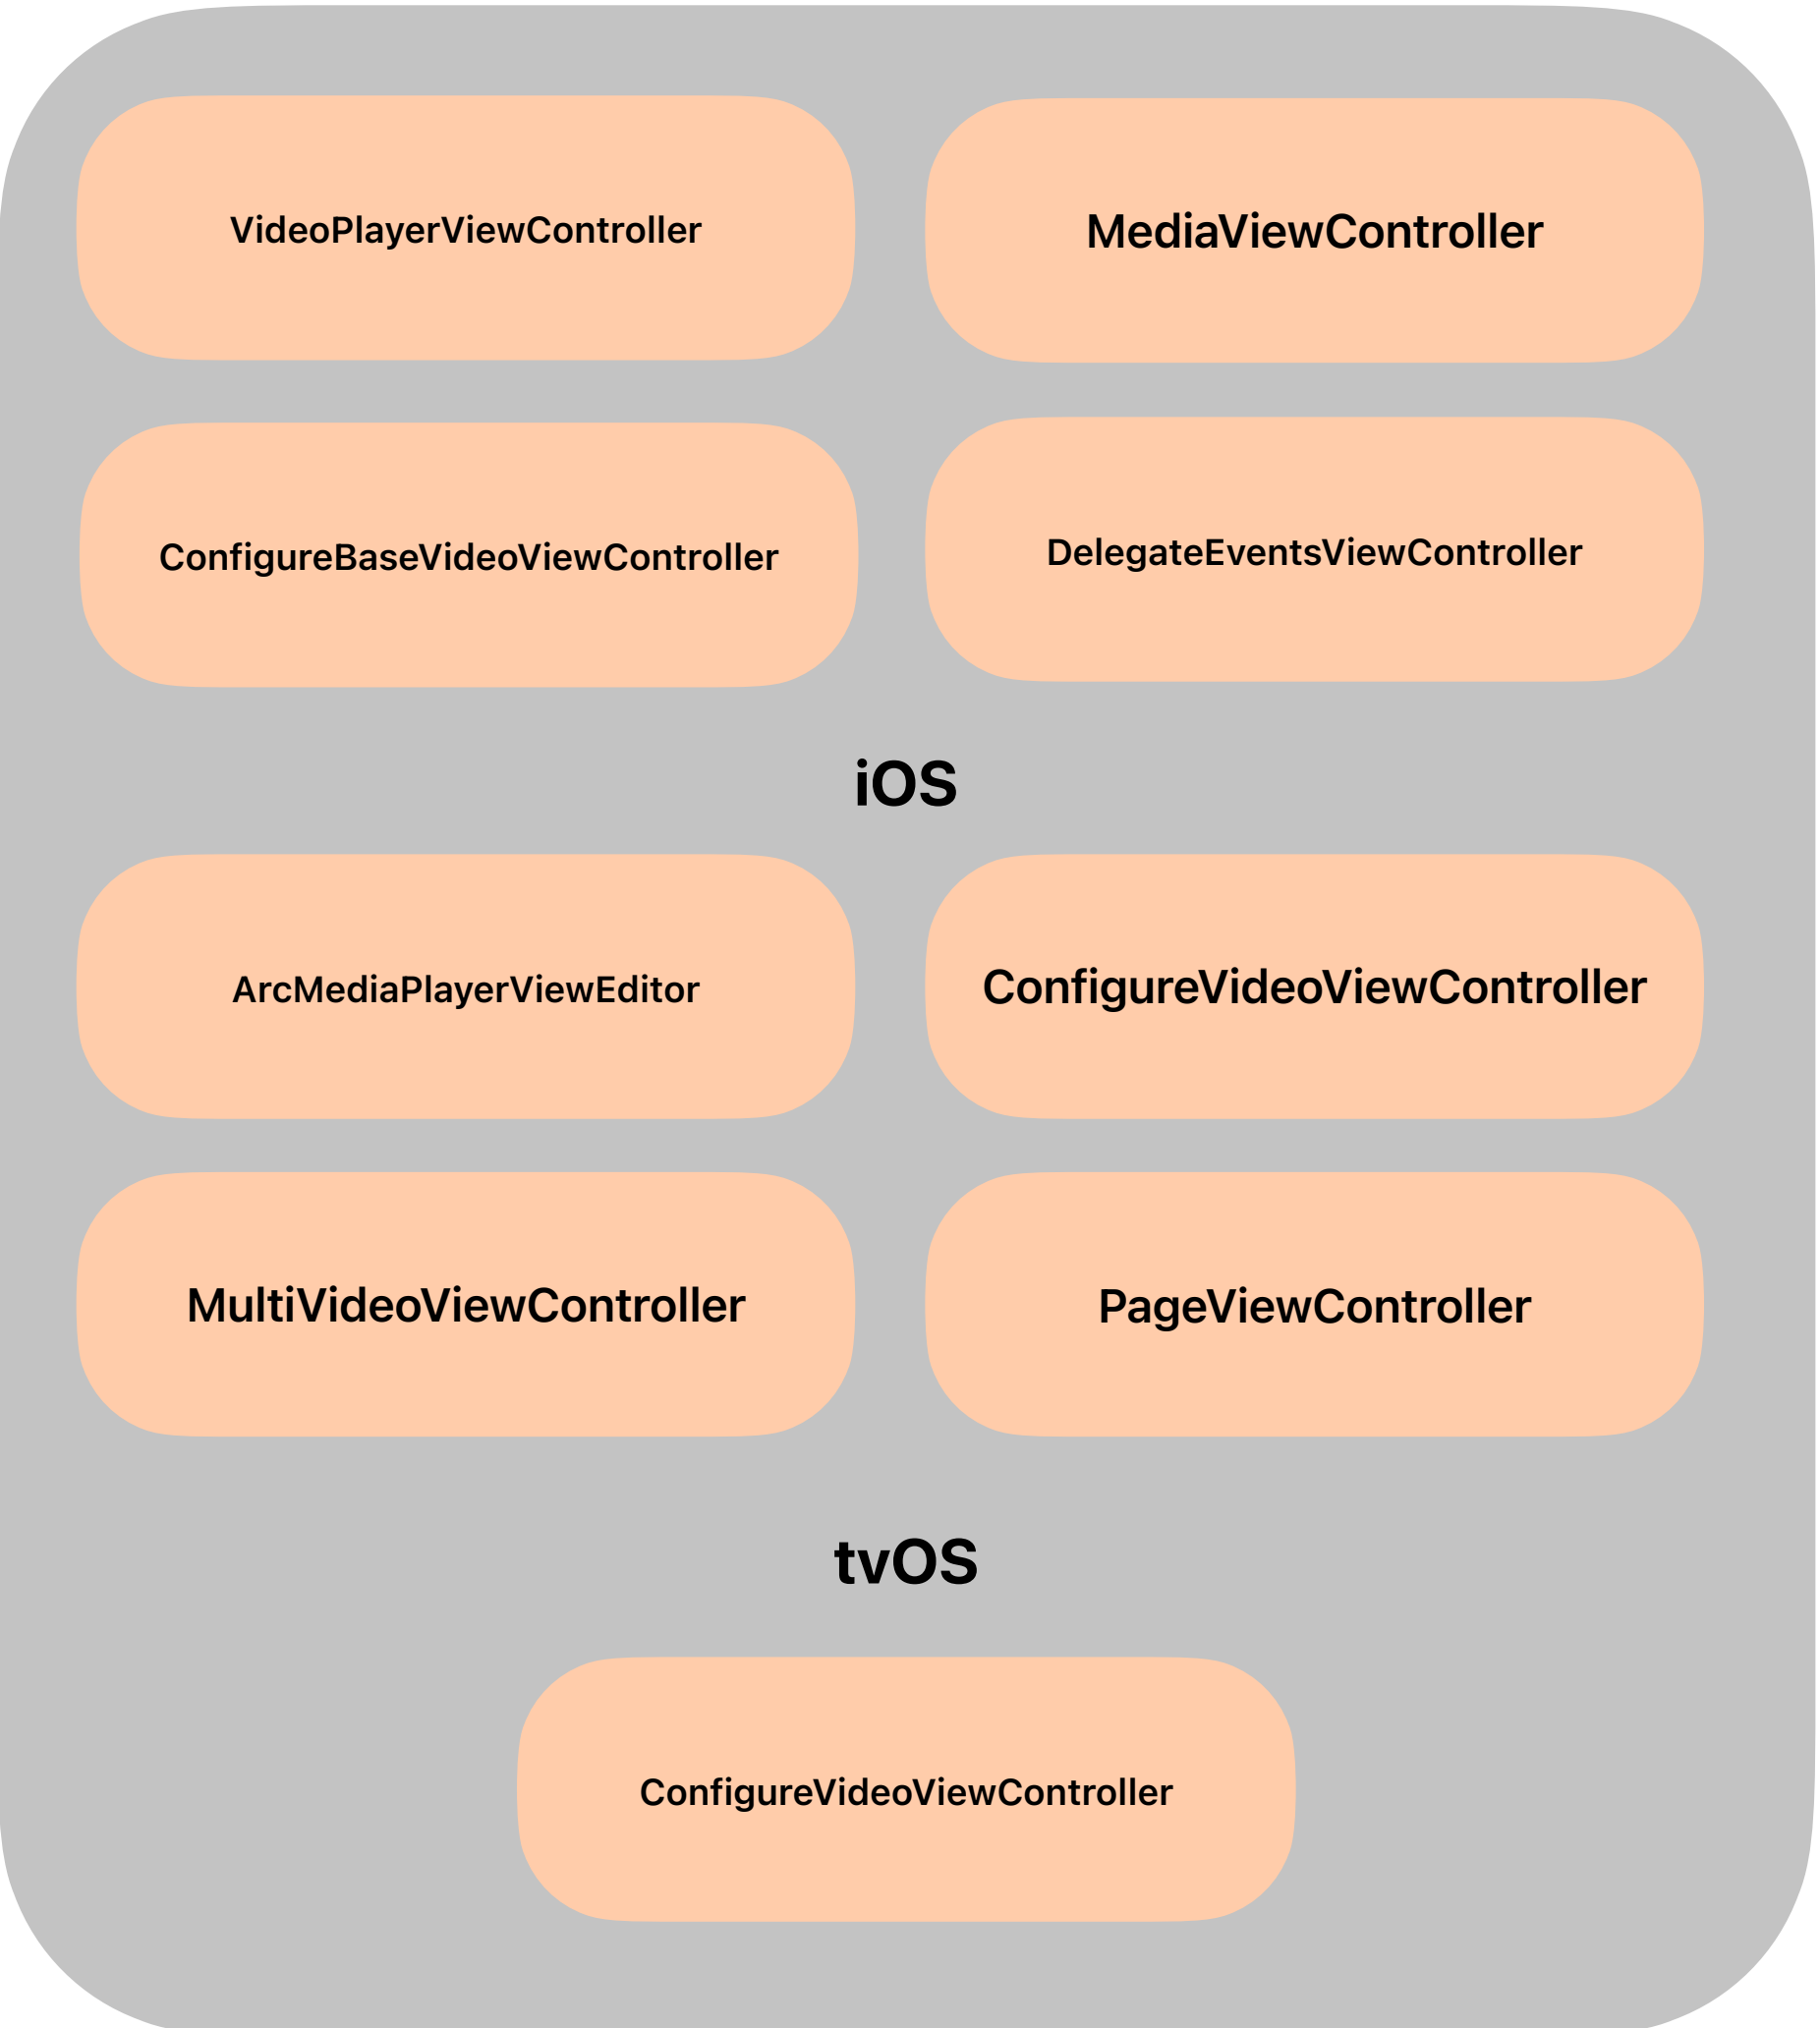 VideoPlayerViewController
MediaViewController
ConfigureBaseVideoViewController
DelegateEventsViewController
iOS
ArcMediaPlayerViewEditor
ConfigureVideoViewController
MultiVideoViewController
PageViewController
tvOS
ConfigureVideoViewController